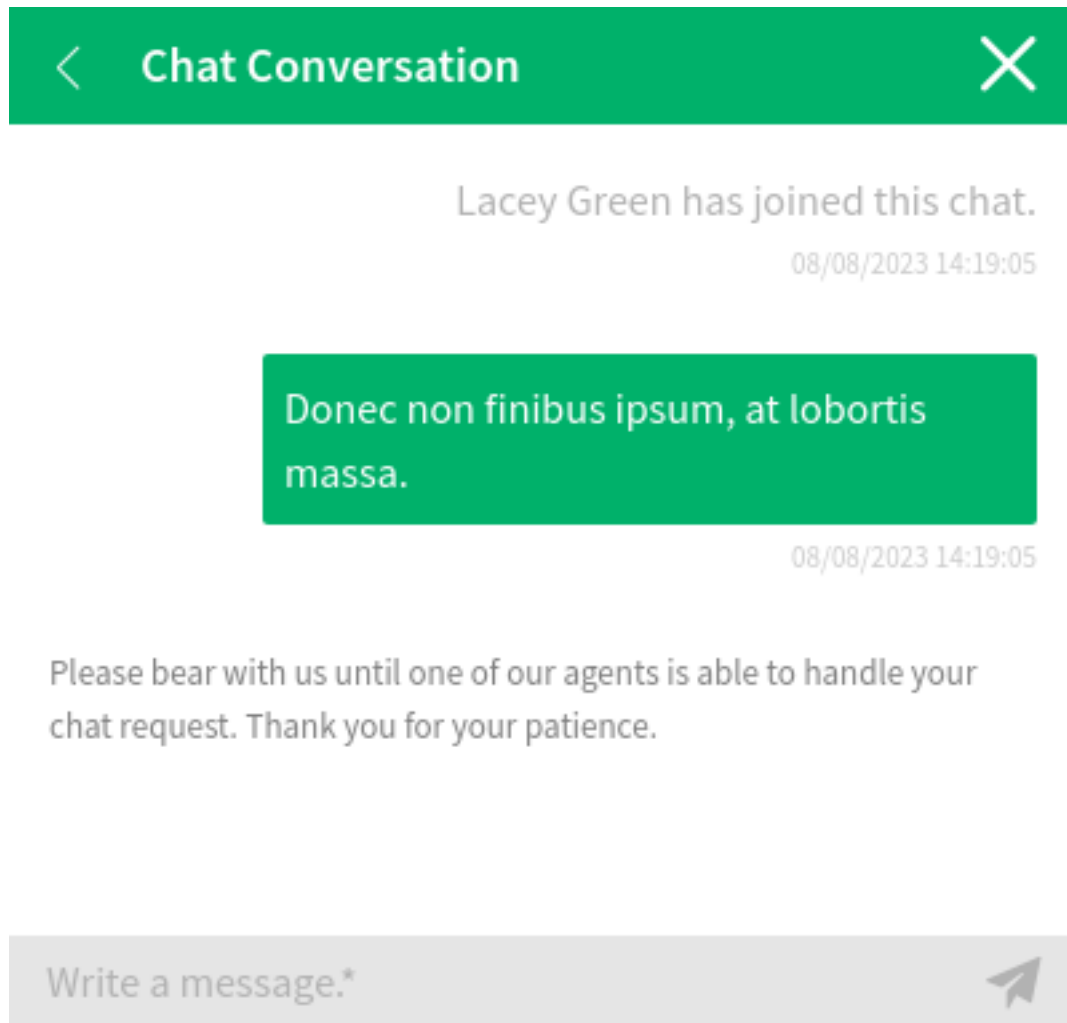 Chat Conversation
Lacey Green has joined this chat.
08/08/2023 14:19:05
Donec non finibus ipsum, at lobortis
massa.
08/08/2023 14:19:05
Please bear with us until one of our agents is able to handle your
chat request. Thank you for your patience.
Write a message.*